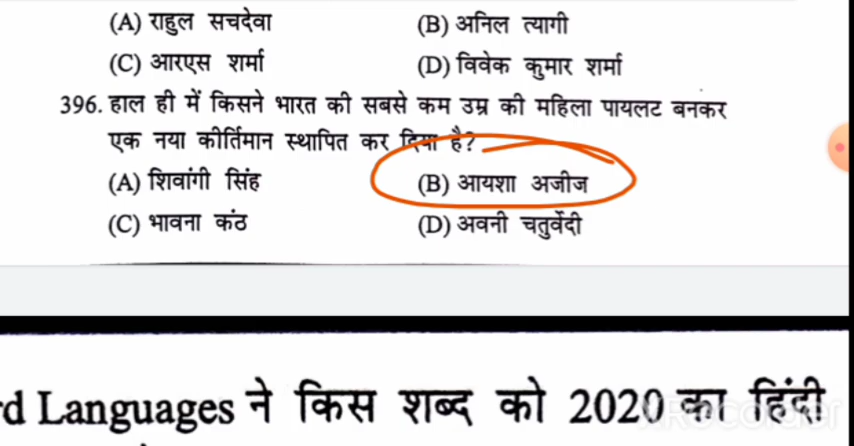 (A) राहुल सचदेवा (B) अनिल त्यागी
(C) आरएस शर्मा (D) विवेक कुमार शर्मा
396. हाल ही में किसने भारत की सबसे कम उम्र की महिला पायलट बनकर
एक नया कीर्तिमान स्थापित कर दिया है?
(A) शिवांगी सिंह (B) आयशा अजीज
(C) भावना कंठ (D) अवनी चतुर्वेदी
d Languages ने किस शब्द को 2020 का हिंदी
XRecorder